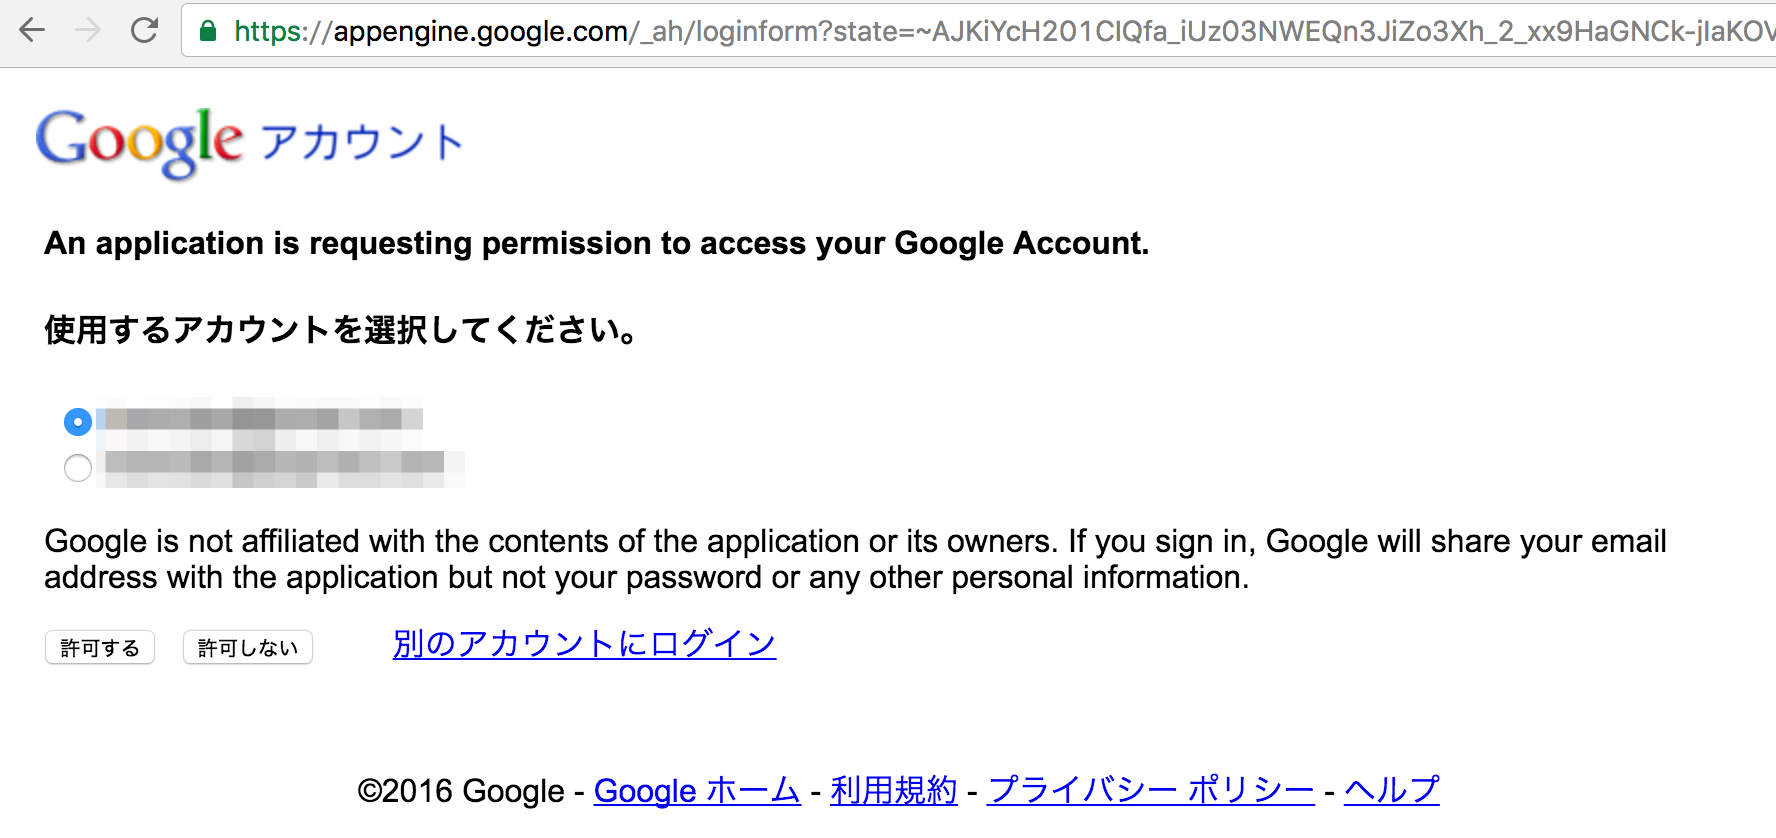 https://appengine.google.com/_ah/loginform?state=~AJKiYcH201ClQfa_iUz03NWEQn3JiZo3Xh_2_xx9HaGNCk-jlaKOV
Google アカウント
An application is requesting permission to access your Google Account.
使用するアカウントを選択してください。
Google is not affiliated with the contents of the application or its owners. If you sign in, Google will share your email
address with the application but not your password or any other personal information.
許可する 許可しない 別のアカウントにログイン
©2016 Google - Google ホーム - 利用規約 - プライバシー ポリシー - ヘルプ